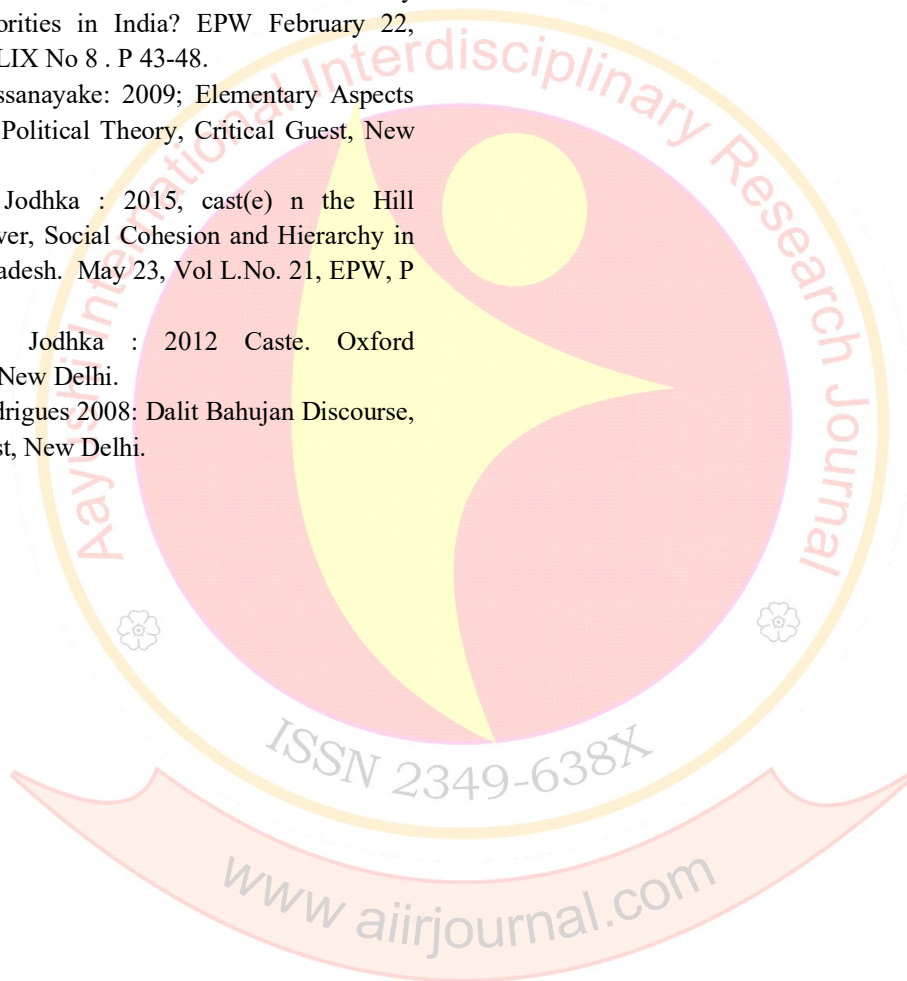 orities in India? EPW February 22,
LIX No 8 . P 43-48.
ssanayake: 2009; Elementary Aspects
Political Theory, Critical Guest, New
Jodhka : 2015, cast(e) n the Hill
ver, Social Cohesion and Hierarchy in
adesh. May 23, Vol L.No. 21, EPW, P
Jodhka : 2012 Caste. Oxford
New Delhi.
drigues 2008: Dalit Bahujan Discourse,
st, New Delhi.
Aayushi International Interdisciplinary Research Journal
ISSN 2349-638X
www aiirjournal.com